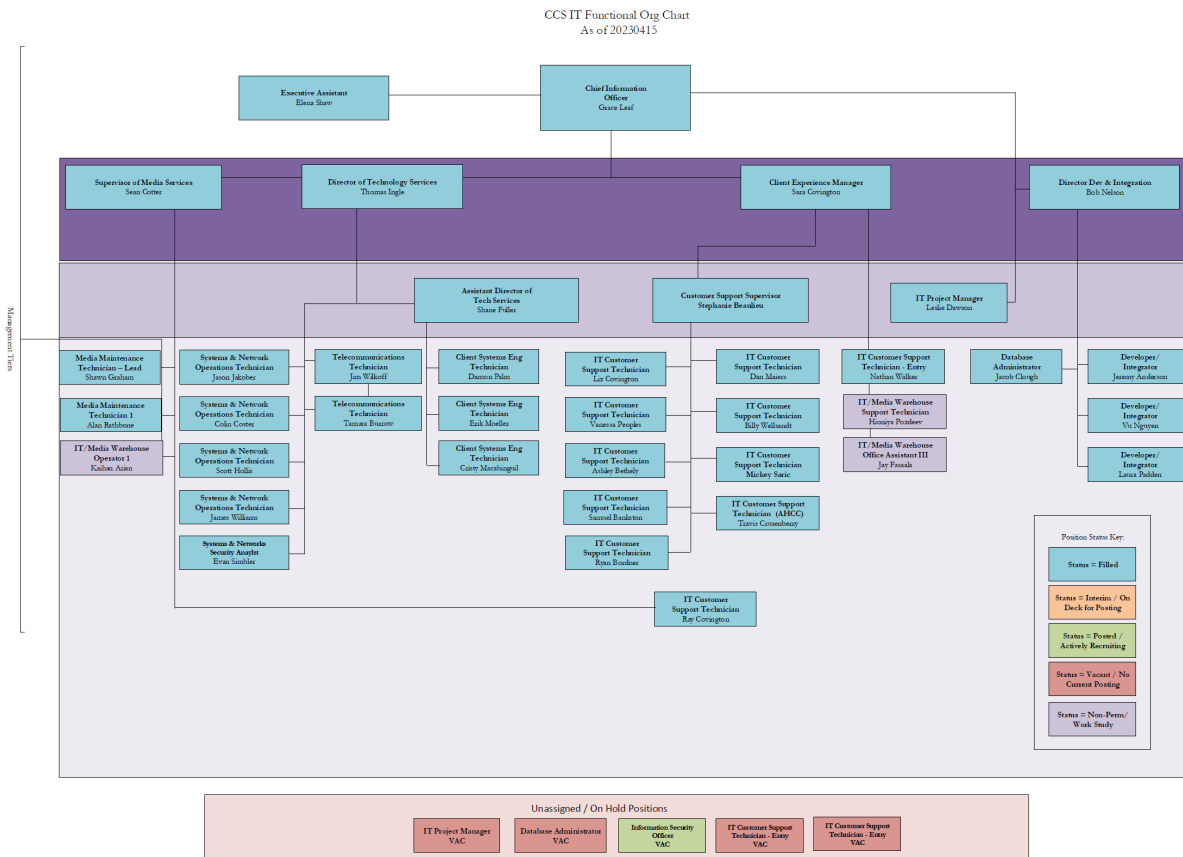 CCS IT Functional Org Chart
As of 20230415
Executive Assistant
Elena Shaw
Chief Information
Officer
Grace Leaf
Supervisor of Media Services
Sean Cotter
Director of Technology Services
Thomas Ingle
Client Experience Manager
Sara Covington
Director Dev & Integration
Bob Nelson
Management Tiers
Assistant Director of
Tech Services
Shane Fuller
Customer Support Supervisor
Stephanie Beaulieu
IT Project Manager
Leslie Dawson
Media Maintenance
Technician – Lead
Shawn Graham
Media Maintenance
Technician 1
Alan Rathbone
IT/Media Warehouse
Operator 1
Kaihan Arian
Systems & Network
Operations Technician
Jason Jakober
Systems & Network
Operations Technician
Colin Coster
Systems & Network
Operations Technician
Scott Hollis
Systems & Network
Operations Technician
James Williams
Systems & Networks
Security Anaylst
Evan Simbler
Telecommunications
Technician
Jim Wilkoff
Telecommunications
Technician
Tamara Burrow
Client Systems Eng
Technician
Damon Palm
Client Systems Eng
Technician
Erik Moeller
Client Systems Eng
Technician
Cristy
IT Customer
Support Technician
Liz Covington
IT Customer
Support Technician
Vanessa Peoples
IT Customer
Support Technician
Ashley Bethely
IT Customer
Support Technician
Samuel Bankston
IT Customer
Support Technician
Ryan Bordner
IT Customer
Support Technician
Dan Maiers
IT Customer
Support Technician
Billy
IT Customer
Support Technician
Mickey Saric
IT Customer Support
Technician (AHCC)
Travis Crusenberry
IT Customer
Support Technician
Ray Covington
IT Customer Support
Technician - Entry
Nathan Walker
IT/Media Warehouse
Support Technician
Hioniya Pozdeev
IT/Media Warehouse
Office Assistant III
Jay
Database
Administrator
Jacob Clough
Developer/
Integrator
Jeremy Anderson
Developer/
Integrator
Vu Nguyen
Developer/
Integrator
Laura Padden
Position Status Key:
Status = Filled
Status = Interim / On
Deck for Posting
Status = Posted /
Actively Recruiting
Status = Vacant / No
Current Posting
Status = Non-Perm/
Work Study
Unassigned / On Hold Positions
IT Project Manager
VAC
Database Administrator
VAC
Information Security
Officer
VAC
IT Customer Support
Technician - Entry
VAC
IT Customer Support
Technician - Entry
VAC